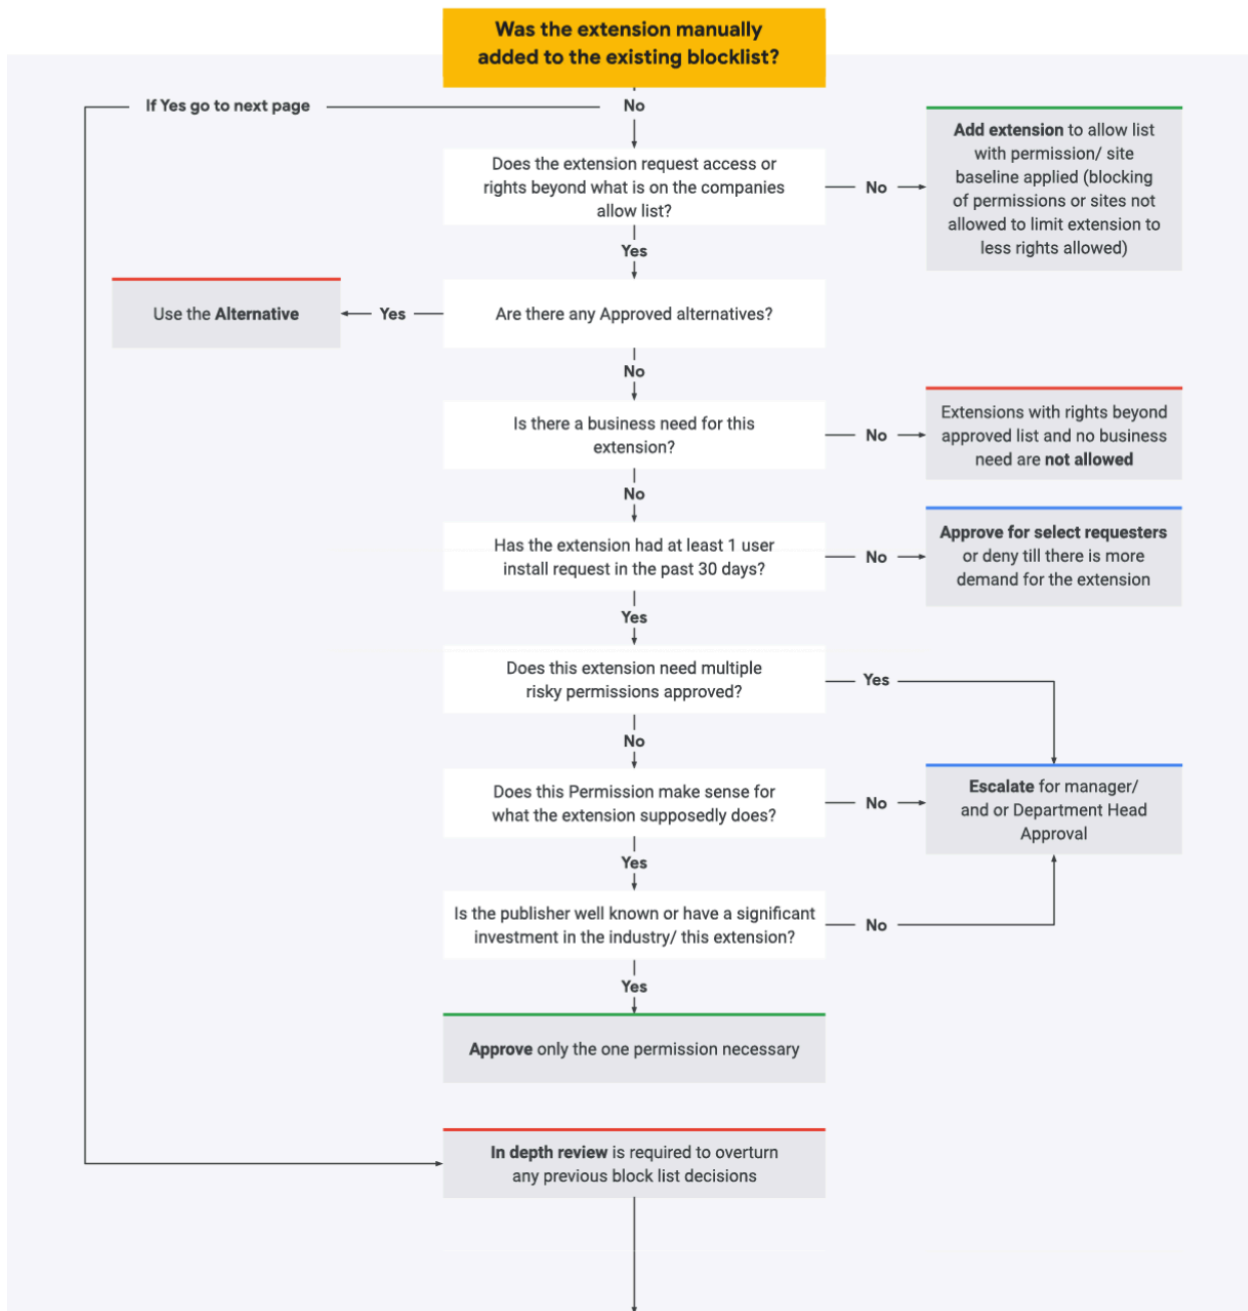 Was the extension manually
added to the existing blocklist?
If Yes go to next page
No
Does the extension request access or
rights beyond what is on the companies
allow list?
No
Add extension to allow list
with permission/ site
baseline applied (blocking
of permissions or sites not
allowed to limit extension to
less rights allowed)
Yes
Use the Alternative
Yes
Are there any Approved alternatives?
No
Is there a business need for this
extension?
No
Extensions with rights beyond
approved list and no business
need are not allowed
No
Has the extension had at least 1 user
install request in the past 30 days?
No
Approve for select requesters
or deny till there is more
demand for the extension
Yes
Does this extension need multiple
risky permissions approved?
Yes
No
Does this Permission make sense for
what the extension supposedly does?
No
Escalate for manager/
and or Department Head
Approval
Yes
Is the publisher well known or have a significant
investment in the industry/ this extension?
No
Yes
Approve only the one permission necessary
In depth review is required to overturn
any previous block list decisions